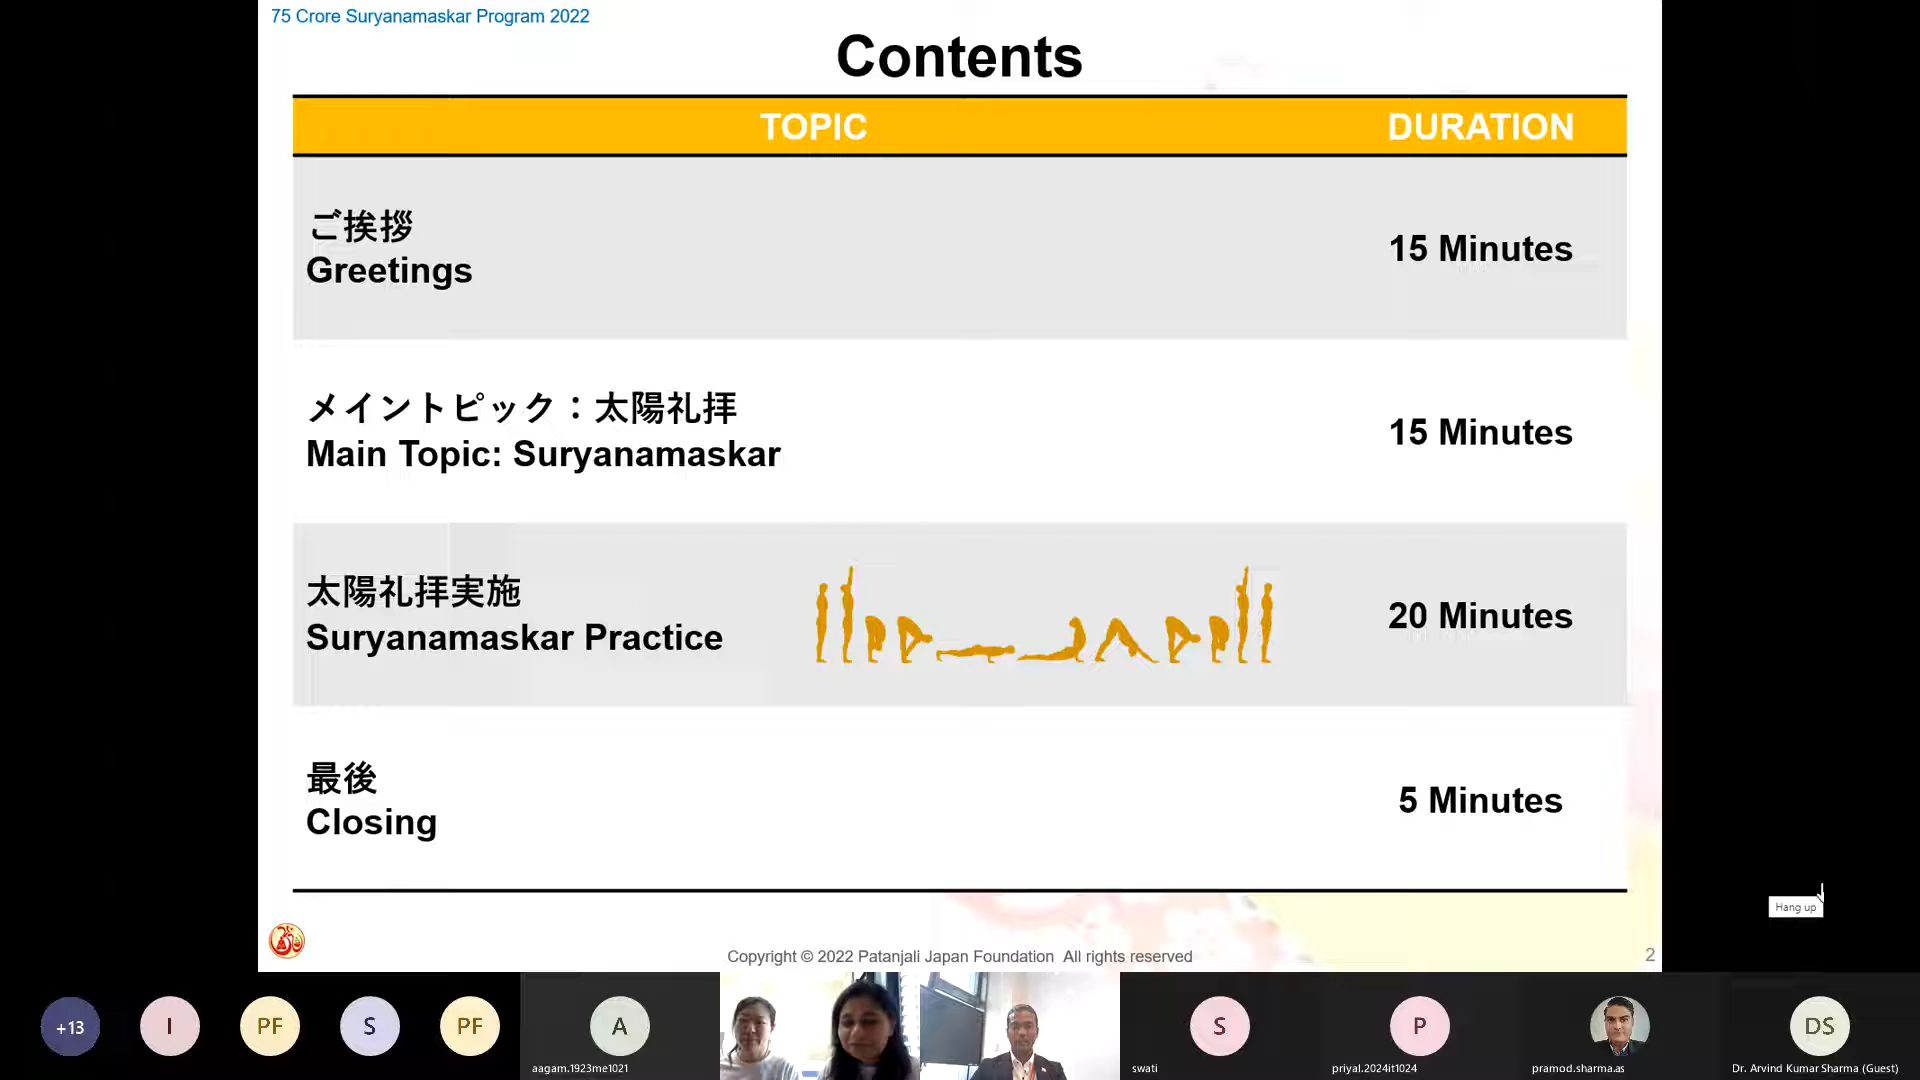 75 Crore Suryanamaskar Program 2022
Contents
TOPIC DURATION
ご挨拶
Greetings
15 Minutes
メイントピック：太陽礼拝
Main Topic: Suryanamaskar
15 Minutes
太陽礼拝実施
Suryanamaskar Practice
20 Minutes
最後
Closing
5 Minutes
Hang up
Copyright © 2022 Patanjali Japan Foundation All rights reserved
2
+13
I
PF
S
PF
A
S
P
DS
aagam.1923me1021
swati
priyal.2024it1024
pramod.sharma.as
Dr. Arvind Kumar Sharma (Guest)